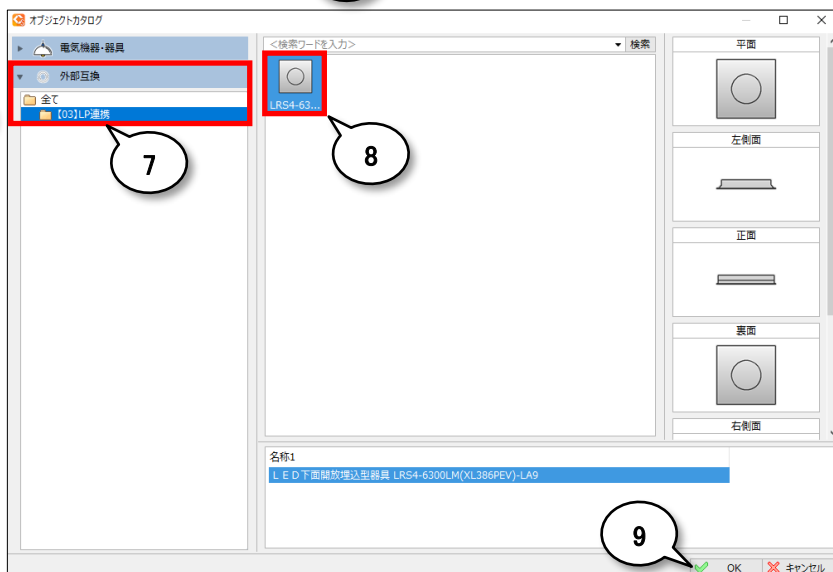 オブジェクトカタログ
電気機器・器具
外部互換
全て
【03】LP連携
7
<検索ワードを入力>
検索
LRS4-63...
8
平面
左側面
正面
裏面
右側面
名称1
ＬＥＤ下面開放埋込型器具 LRS4-6300LM(XL386PEV)-LA9
9
OK
キャンセル